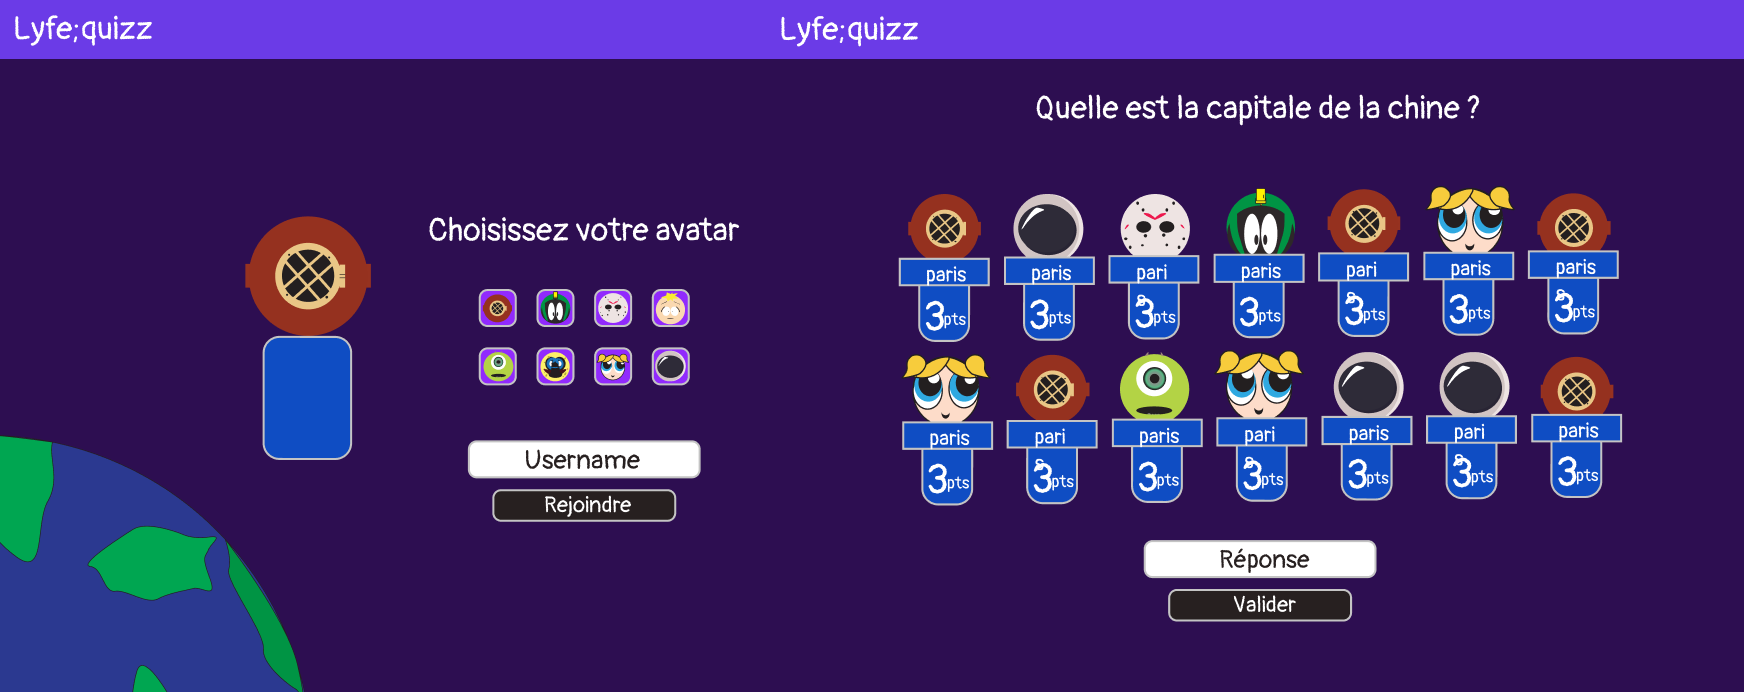 Lyfe;quizz
Choisissez votre avatar
Username
Rejoindre
Lyfe;quizz
Quelle est la capitale de la chine ?
paris paris pari paris pari paris paris
3pts 3pts 3pts 3pts 3pts 3pts 3pts
paris pari paris pari paris pari paris
3pts 3pts 3pts 3pts 3pts 3pts 3pts
Réponse
Valider